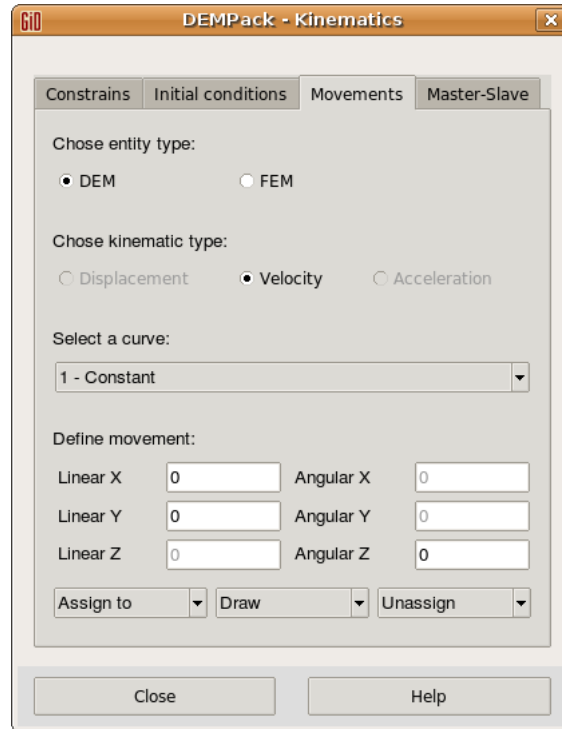 GiD DEMPack - Kinematics
Constrains Initial conditions Movements Master-Slave
Chose entity type:
DEM FEM
Chose kinematic type:
Displacement Velocity Acceleration
Select a curve:
1 - Constant
Define movement:
Linear X 0 Angular X 0
Linear Y 0 Angular Y 0
Linear Z 0 Angular Z 0
Assign to Draw Unassign
Close Help